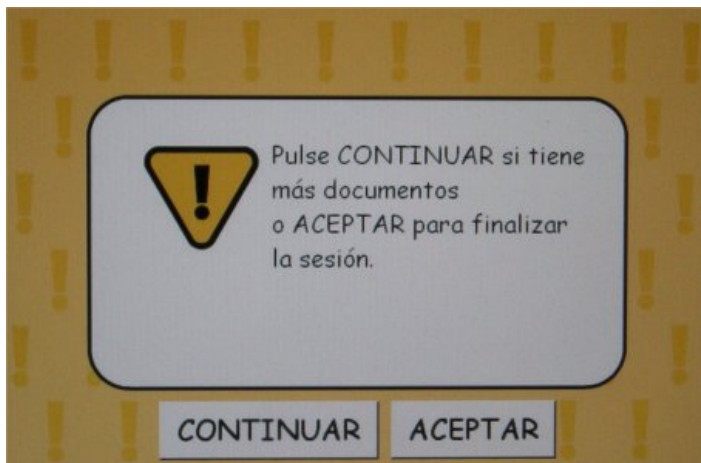 Pulse CONTINUAR si tiene
más documentos
o ACEPTAR para finalizar
la sesión.
CONTINUAR ACEPTAR